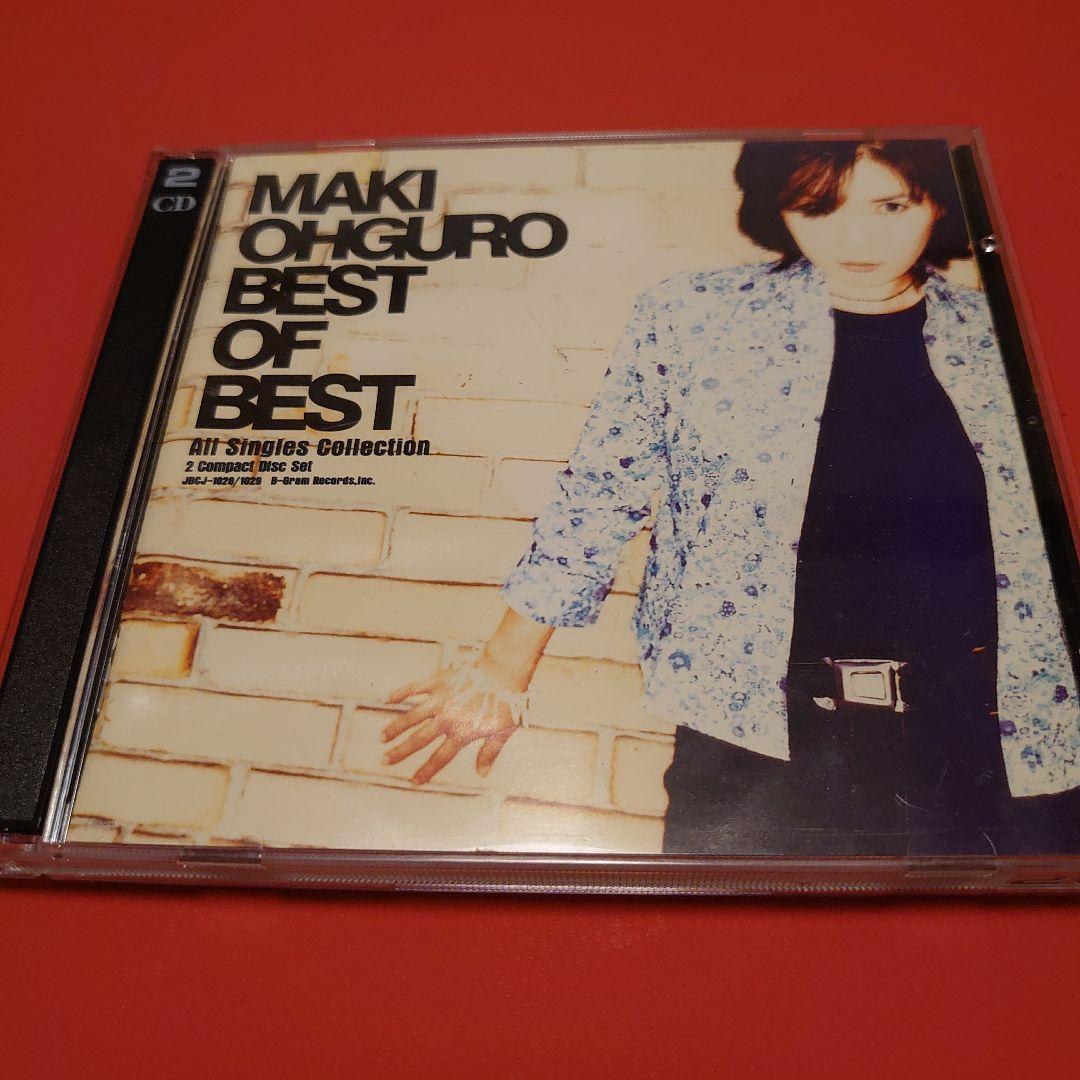 2
CD
MAKI
OHGURO
BEST
OF
BEST
All Singles Collection
2 Compact Disc Set
JBCJ-1028/1029 B-Gram Records,Inc.